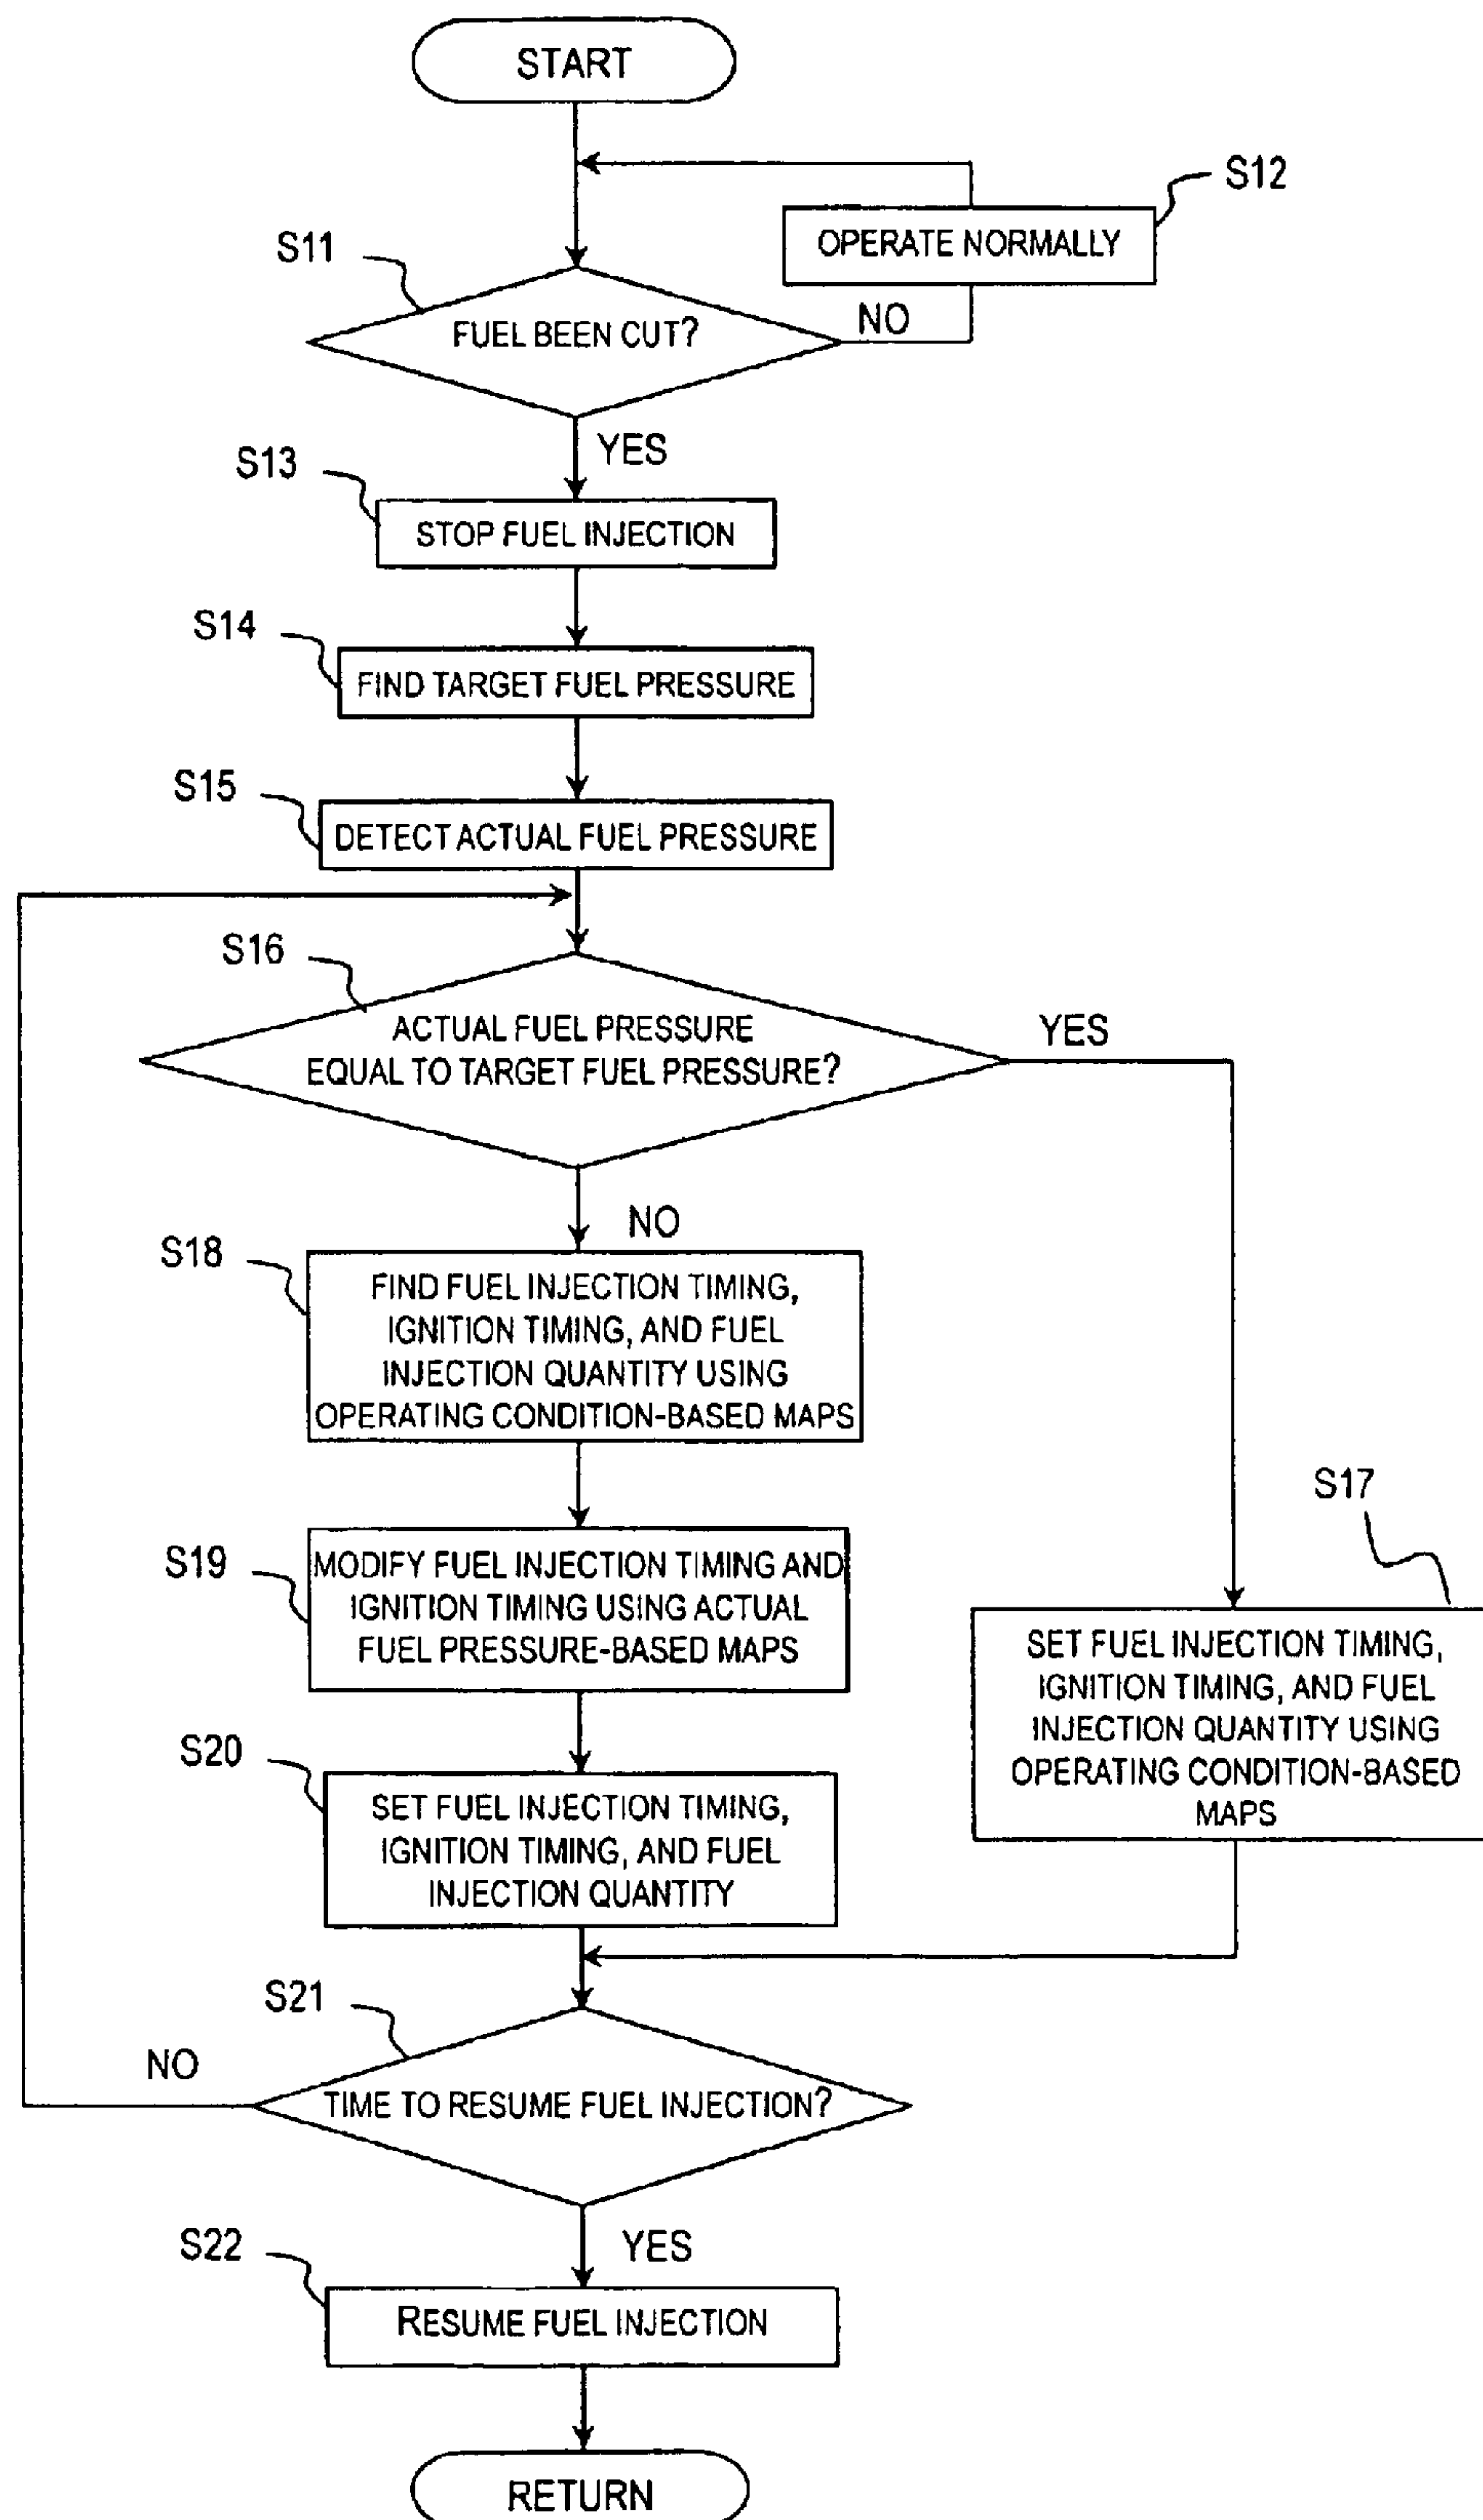 START
S12
OPERATE NORMALLY
S11
NO
FUEL BEEN CUT?
YES
S13
STOP FUEL INJECTION
S14
FIND TARGET FUEL PRESSURE
S15
DETECT ACTUAL FUEL PRESSURE
S16
ACTUAL FUEL PRESSURE
EQUAL TO TARGET FUEL PRESSURE?
YES
NO
S18
FIND FUEL INJECTION TIMING,
IGNITION TIMING, AND FUEL
INJECTION QUANTITY USING
OPERATING CONDITION-BASED MAPS
S19
MODIFY FUEL INJECTION TIMING AND
IGNITION TIMING USING ACTUAL
FUEL PRESSURE-BASED MAPS
S17
SET FUEL INJECTION TIMING,
IGNITION TIMING, AND FUEL
INJECTION QUANTITY USING
OPERATING CONDITION-BASED
MAPS
S20
SET FUEL INJECTION TIMING,
IGNITION TIMING, AND FUEL
INJECTION QUANTITY
S21
NO
TIME TO RESUME FUEL INJECTION?
YES
S22
RESUME FUEL INJECTION
RETURN